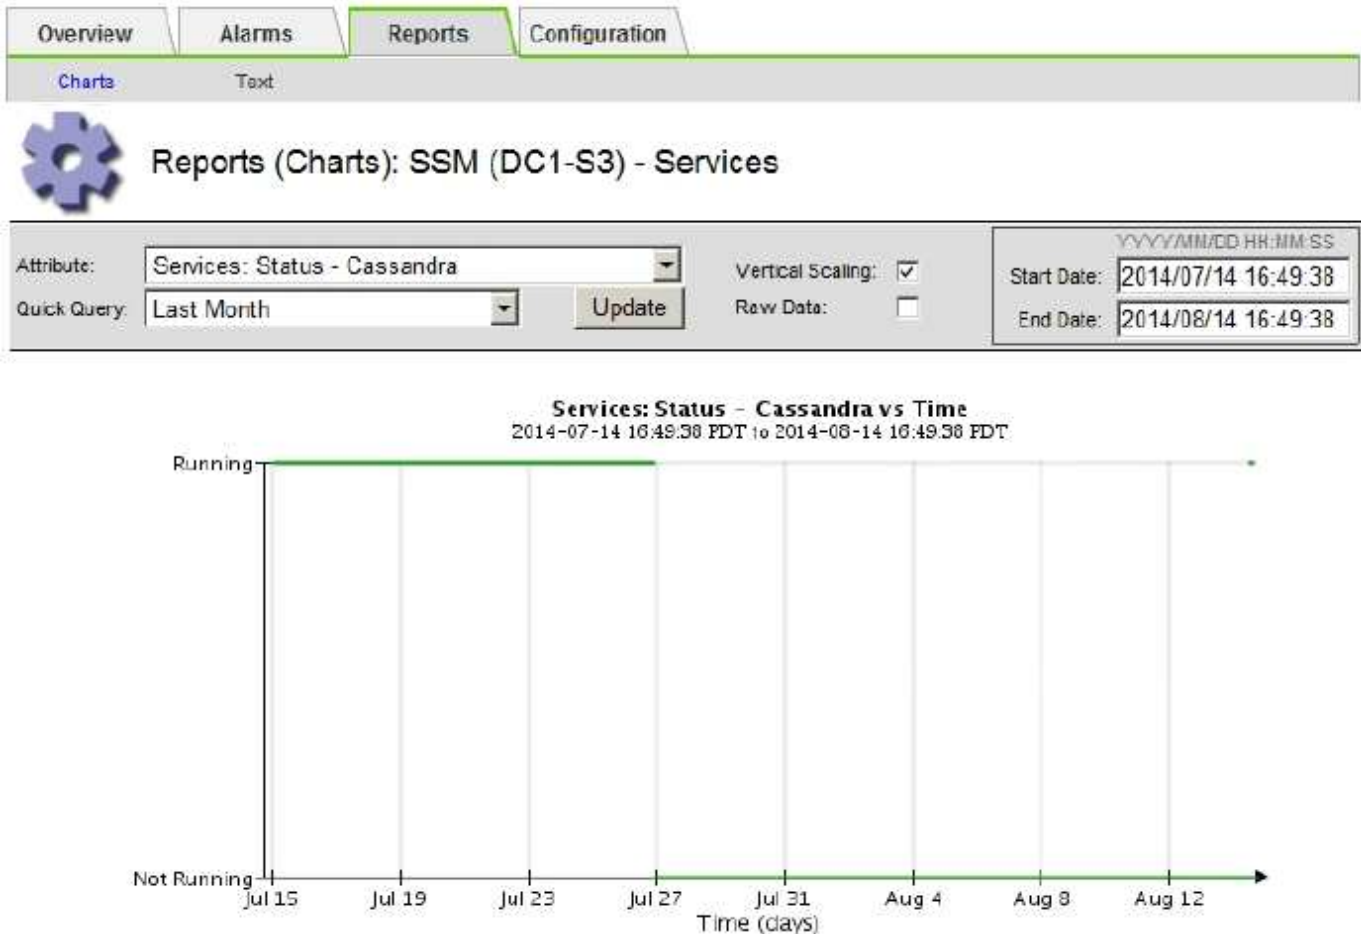 Overview Alarms Reports Configuration
Charts Text
Reports (Charts): SSM (DC1-S3) - Services
YYYY/MM/DD HH:MM:SS
Attribute: Services: Status - Cassandra Vertical Scaling: Start Date: 2014/07/14 16:49:38
Quick Query: Last Month Update Raw Data: End Date: 2014/08/14 16:49:38
Services: Status - Cassandra vs Time
2014-07-14 16:49:38 PDT to 2014-08-14 16:49:38 PDT
Running
Not Running
Jul 15 Jul 19 Jul 23 Jul 27 Jul 31 Aug 4 Aug 8 Aug 12
Time (days)